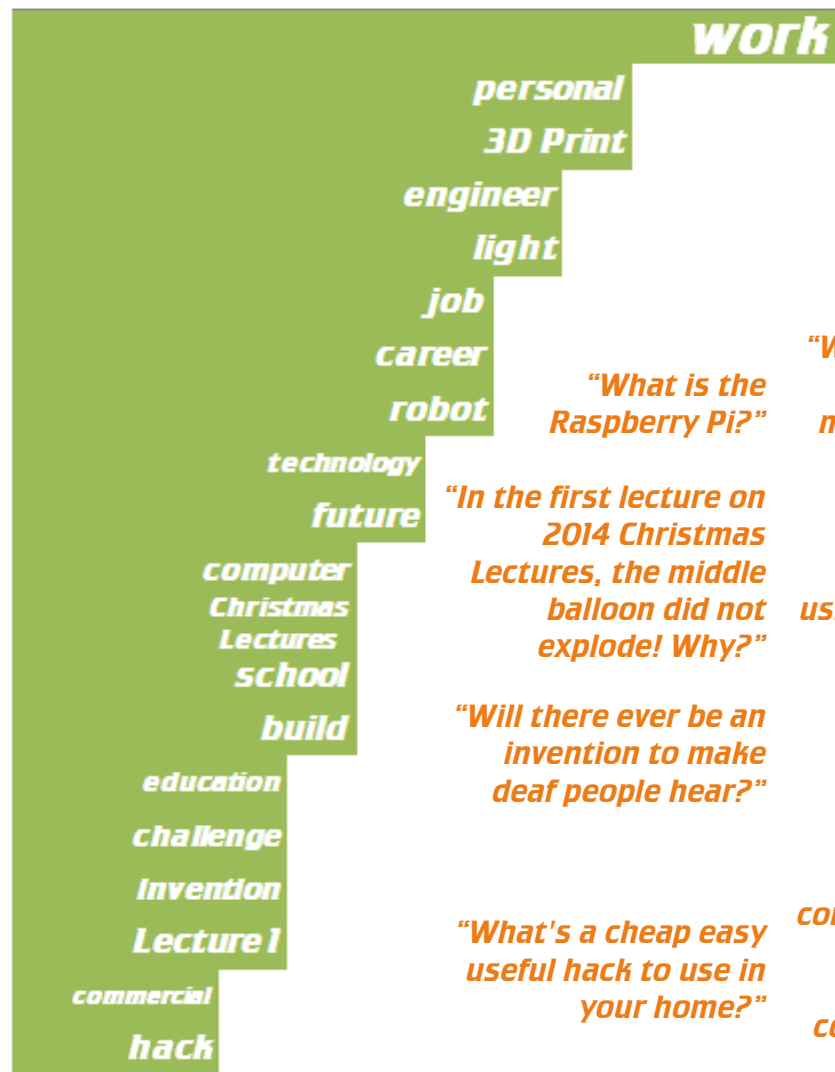 work
personal
3D Print
engineer
light
job
career
robot
technology
future
computer
Christmas
Lectures
school
build
education
challenge
Invention
Lecture1
commercial
hack
“What is the
Raspberry Pi?”
“In the first lecture on
2014 Christmas
Lectures, the middle
balloon did not
explode! Why?”
“Will there ever be an
invention to make
deaf people hear?”
“What's a cheap easy
useful hack to use in
your home?”